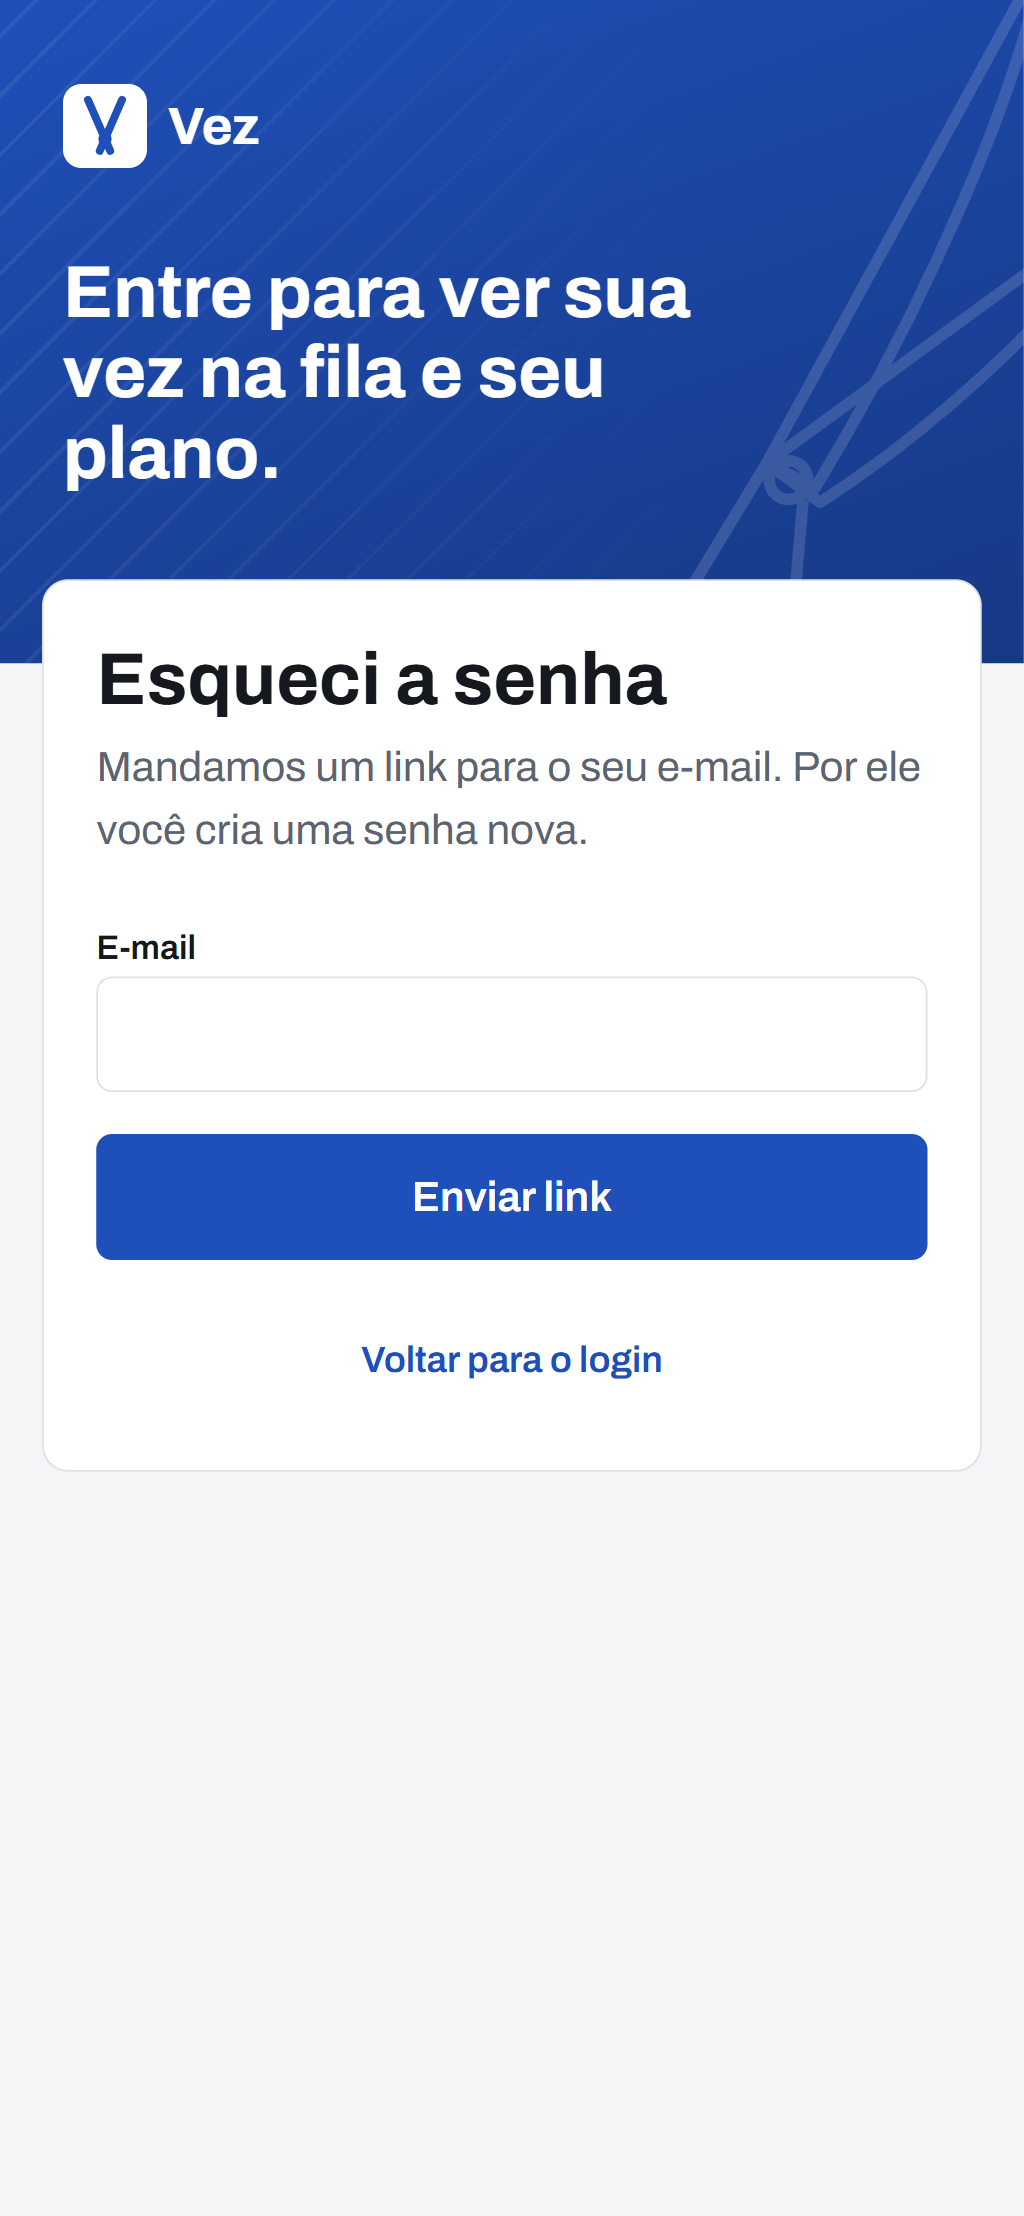 Vez
Entre para ver sua
vez na fila e seu
plano.
Esqueci a senha
Mandamos um link para o seu e-mail. Por ele
você cria uma senha nova.
E-mail
Enviar link
Voltar para o login